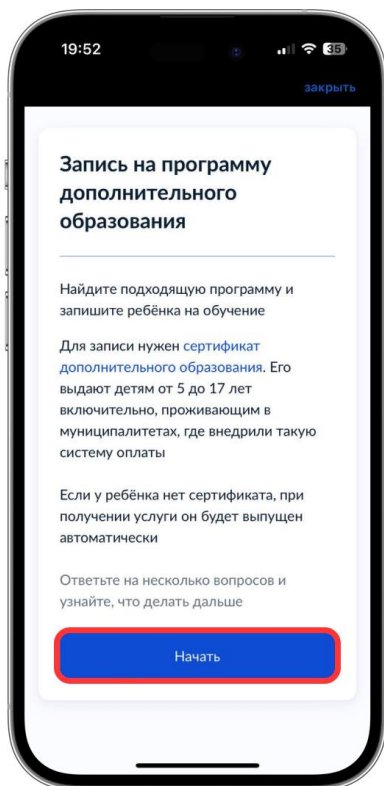 19:52
35
закрыть
Запись на программу
дополнительного
образования
Найдите подходящую программу и
запишите ребёнка на обучение
Для записи нужен сертификат
дополнительного образования. Его
выдают детям от 5 до 17 лет
включительно, проживающим в
муниципалитетах, где внедрили такую
систему оплаты
Если у ребёнка нет сертификата, при
получении услуги он будет выпущен
автоматически
Ответьте на несколько вопросов и
узнайте, что делать дальше
Начать